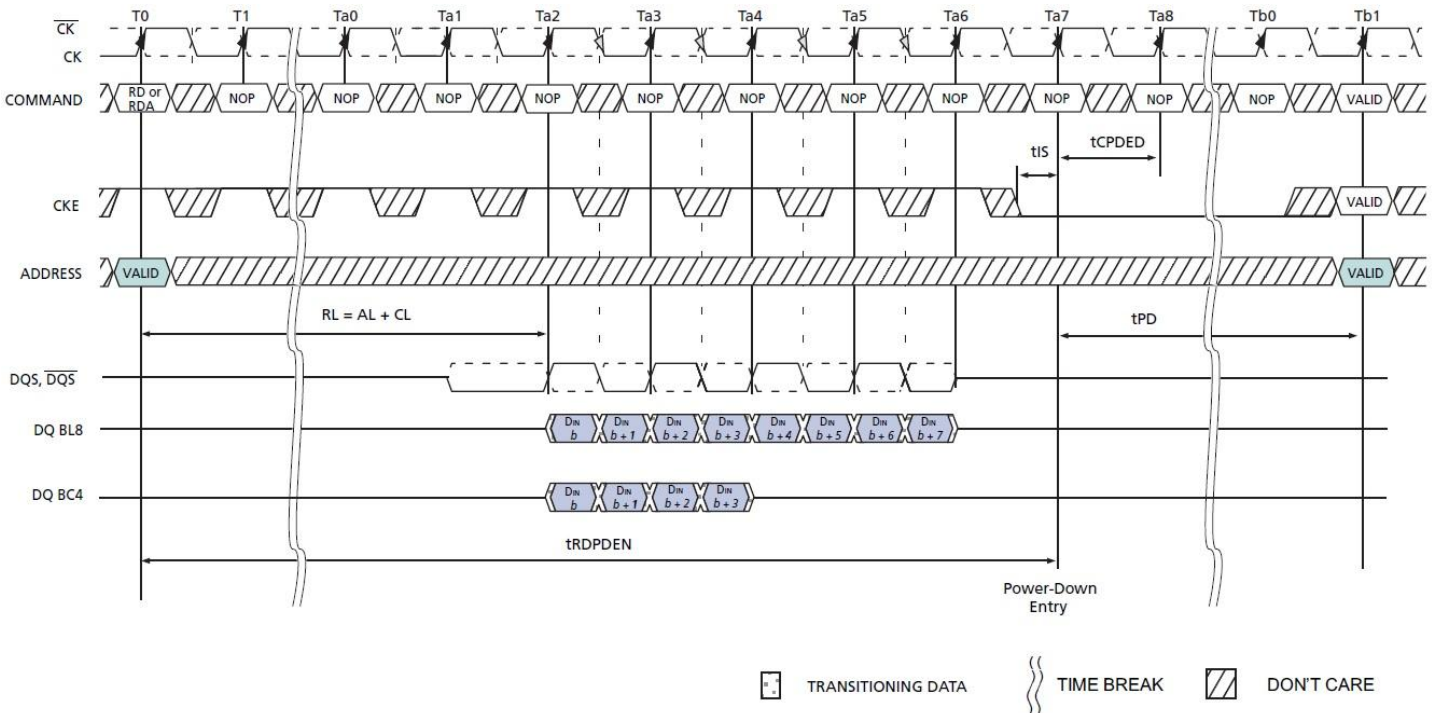 T0 T1 Ta0 Ta1 Ta2 Ta3 Ta4 Ta5 Ta6 Ta7 Ta8 Tb0 Tb1
CK
CK
COMMAND RD or RDA NOP NOP NOP NOP NOP NOP NOP NOP NOP NOP NOP VALID
tIS tCPDED
CKE VALID
ADDRESS VALID VALID
RL = AL + CL tPD
DQS, DQS
DQ BL8 DIN b DIN b + 1 DIN b + 2 DIN b + 3 DIN b + 4 DIN b + 5 DIN b + 6 DIN b + 7
DQ BC4 DIN b DIN b + 1 DIN b + 2 DIN b + 3
tRDPDEN
Power-Down
Entry
TRANSITIONING DATA TIME BREAK DON'T CARE